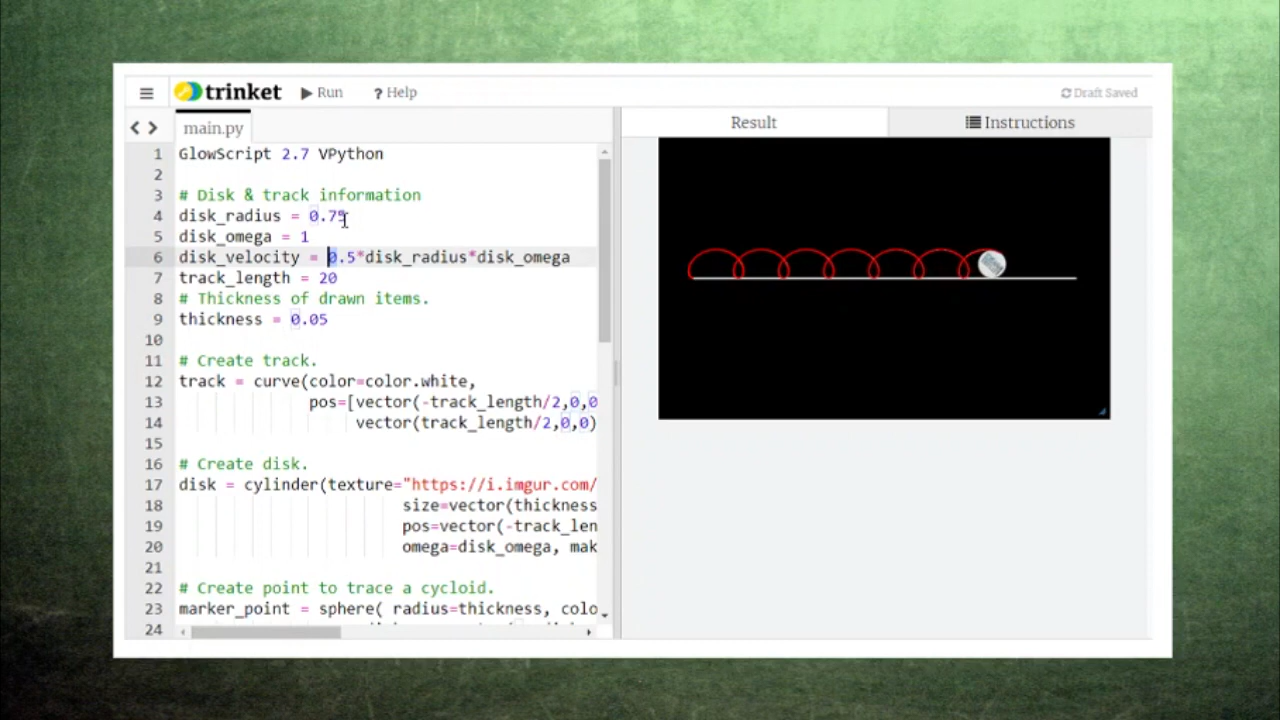 trinket
Run
? Help
Draft Saved
main.py
Result
Instructions
1 GlowScript 2.7 VPython
2
3 # Disk & track information
4 disk_radius = 0.75
5 disk_omega = 1
6 disk_velocity = 0.5*disk_radius*disk_omega
7 track_length = 20
8 # Thickness of drawn items.
9 thickness = 0.05
10
11 # Create track.
12 track = curve(color=color.white,
13 pos=[vector(-track_length/2,0,0
14 vector(track_length/2,0,0)
15
16 # Create disk.
17 disk = cylinder(texture="https://i.imgur.com/
18 size=vector(thickness
19 pos=vector(-track_len
20 omega=disk_omega, mak
21
22 # Create point to trace a cycloid.
23 marker_point = sphere( radius=thickness, colo
24